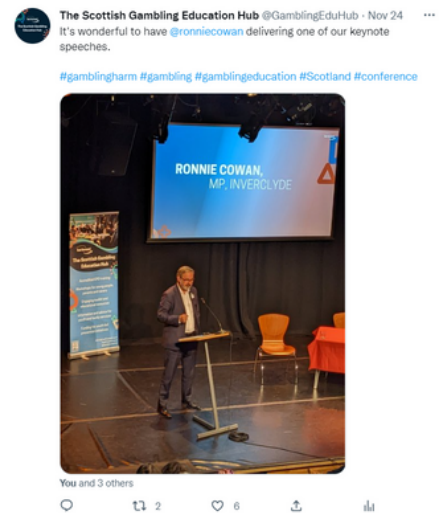 The Scottish Gambling Education Hub @GamblingEduHub · Nov 24
It's wonderful to have @ronniecowan delivering one of our keynote
speeches.
#gamblingharm #gambling #gamblingeducation #Scotland #conference
RONNIE COWAN,
MP, INVERCLYDE
The Scottish Gambling
Education Hub
You and 3 others
2
6